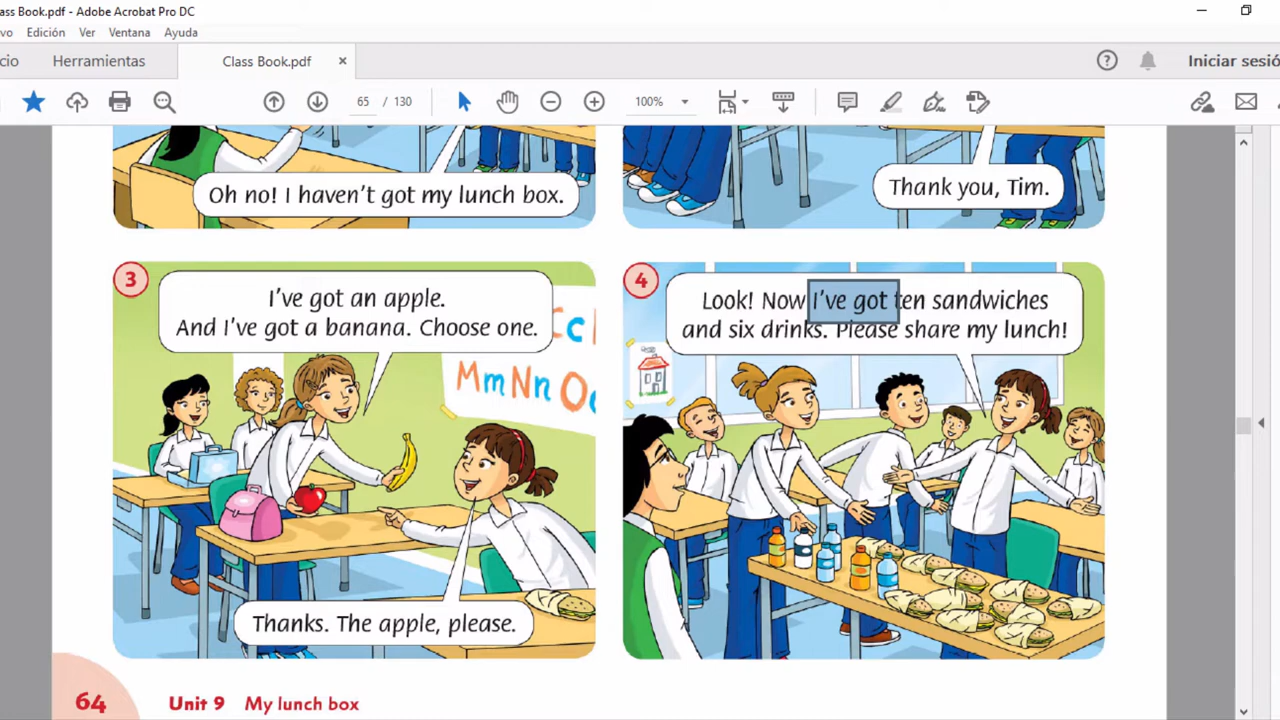 ass Book.pdf - Adobe Acrobat Pro DC
vo Edición Ver Ventana Ayuda
cio Herramientas Class Book.pdf × Iniciar sesió
65 / 130 100%
Oh no! I haven't got my lunch box.
Thank you, Tim.
3
I've got an apple.
And I've got a banana. Choose one.
Cc
Mm Nn O
Thanks. The apple, please.
4
Look! Now I've got ten sandwiches
and six drinks. Please share my lunch!
64 Unit 9 My lunch box